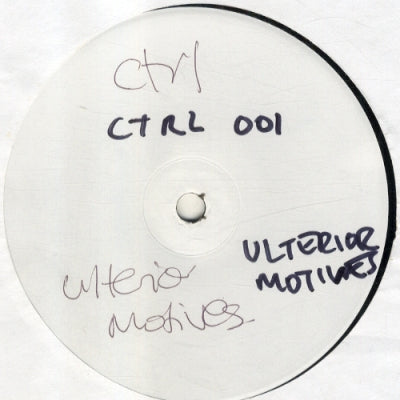 ctrl
CTRL 001
ULTERIOR
MOTIVES
Ulterior
Motives